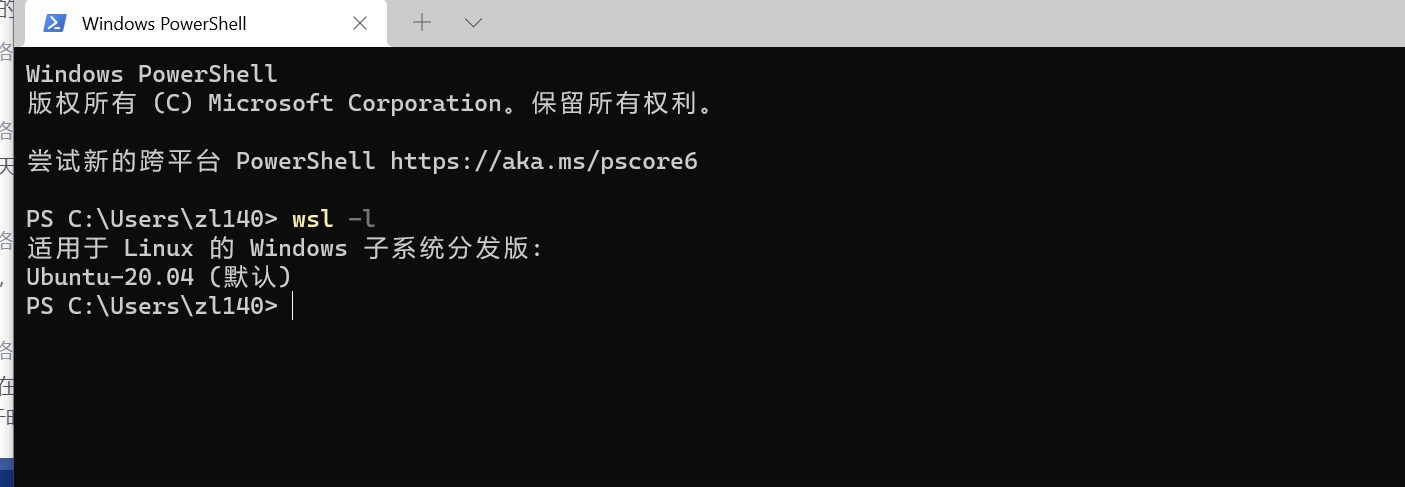 Windows PowerShell
Windows PowerShell
版权所有 (C) Microsoft Corporation。保留所有权利。
尝试新的跨平台 PowerShell https://aka.ms/pscore6
PS C:\Users\zl140> wsl -l
适用于 Linux 的 Windows 子系统分发版:
Ubuntu-20.04 (默认)
PS C:\Users\zl140>